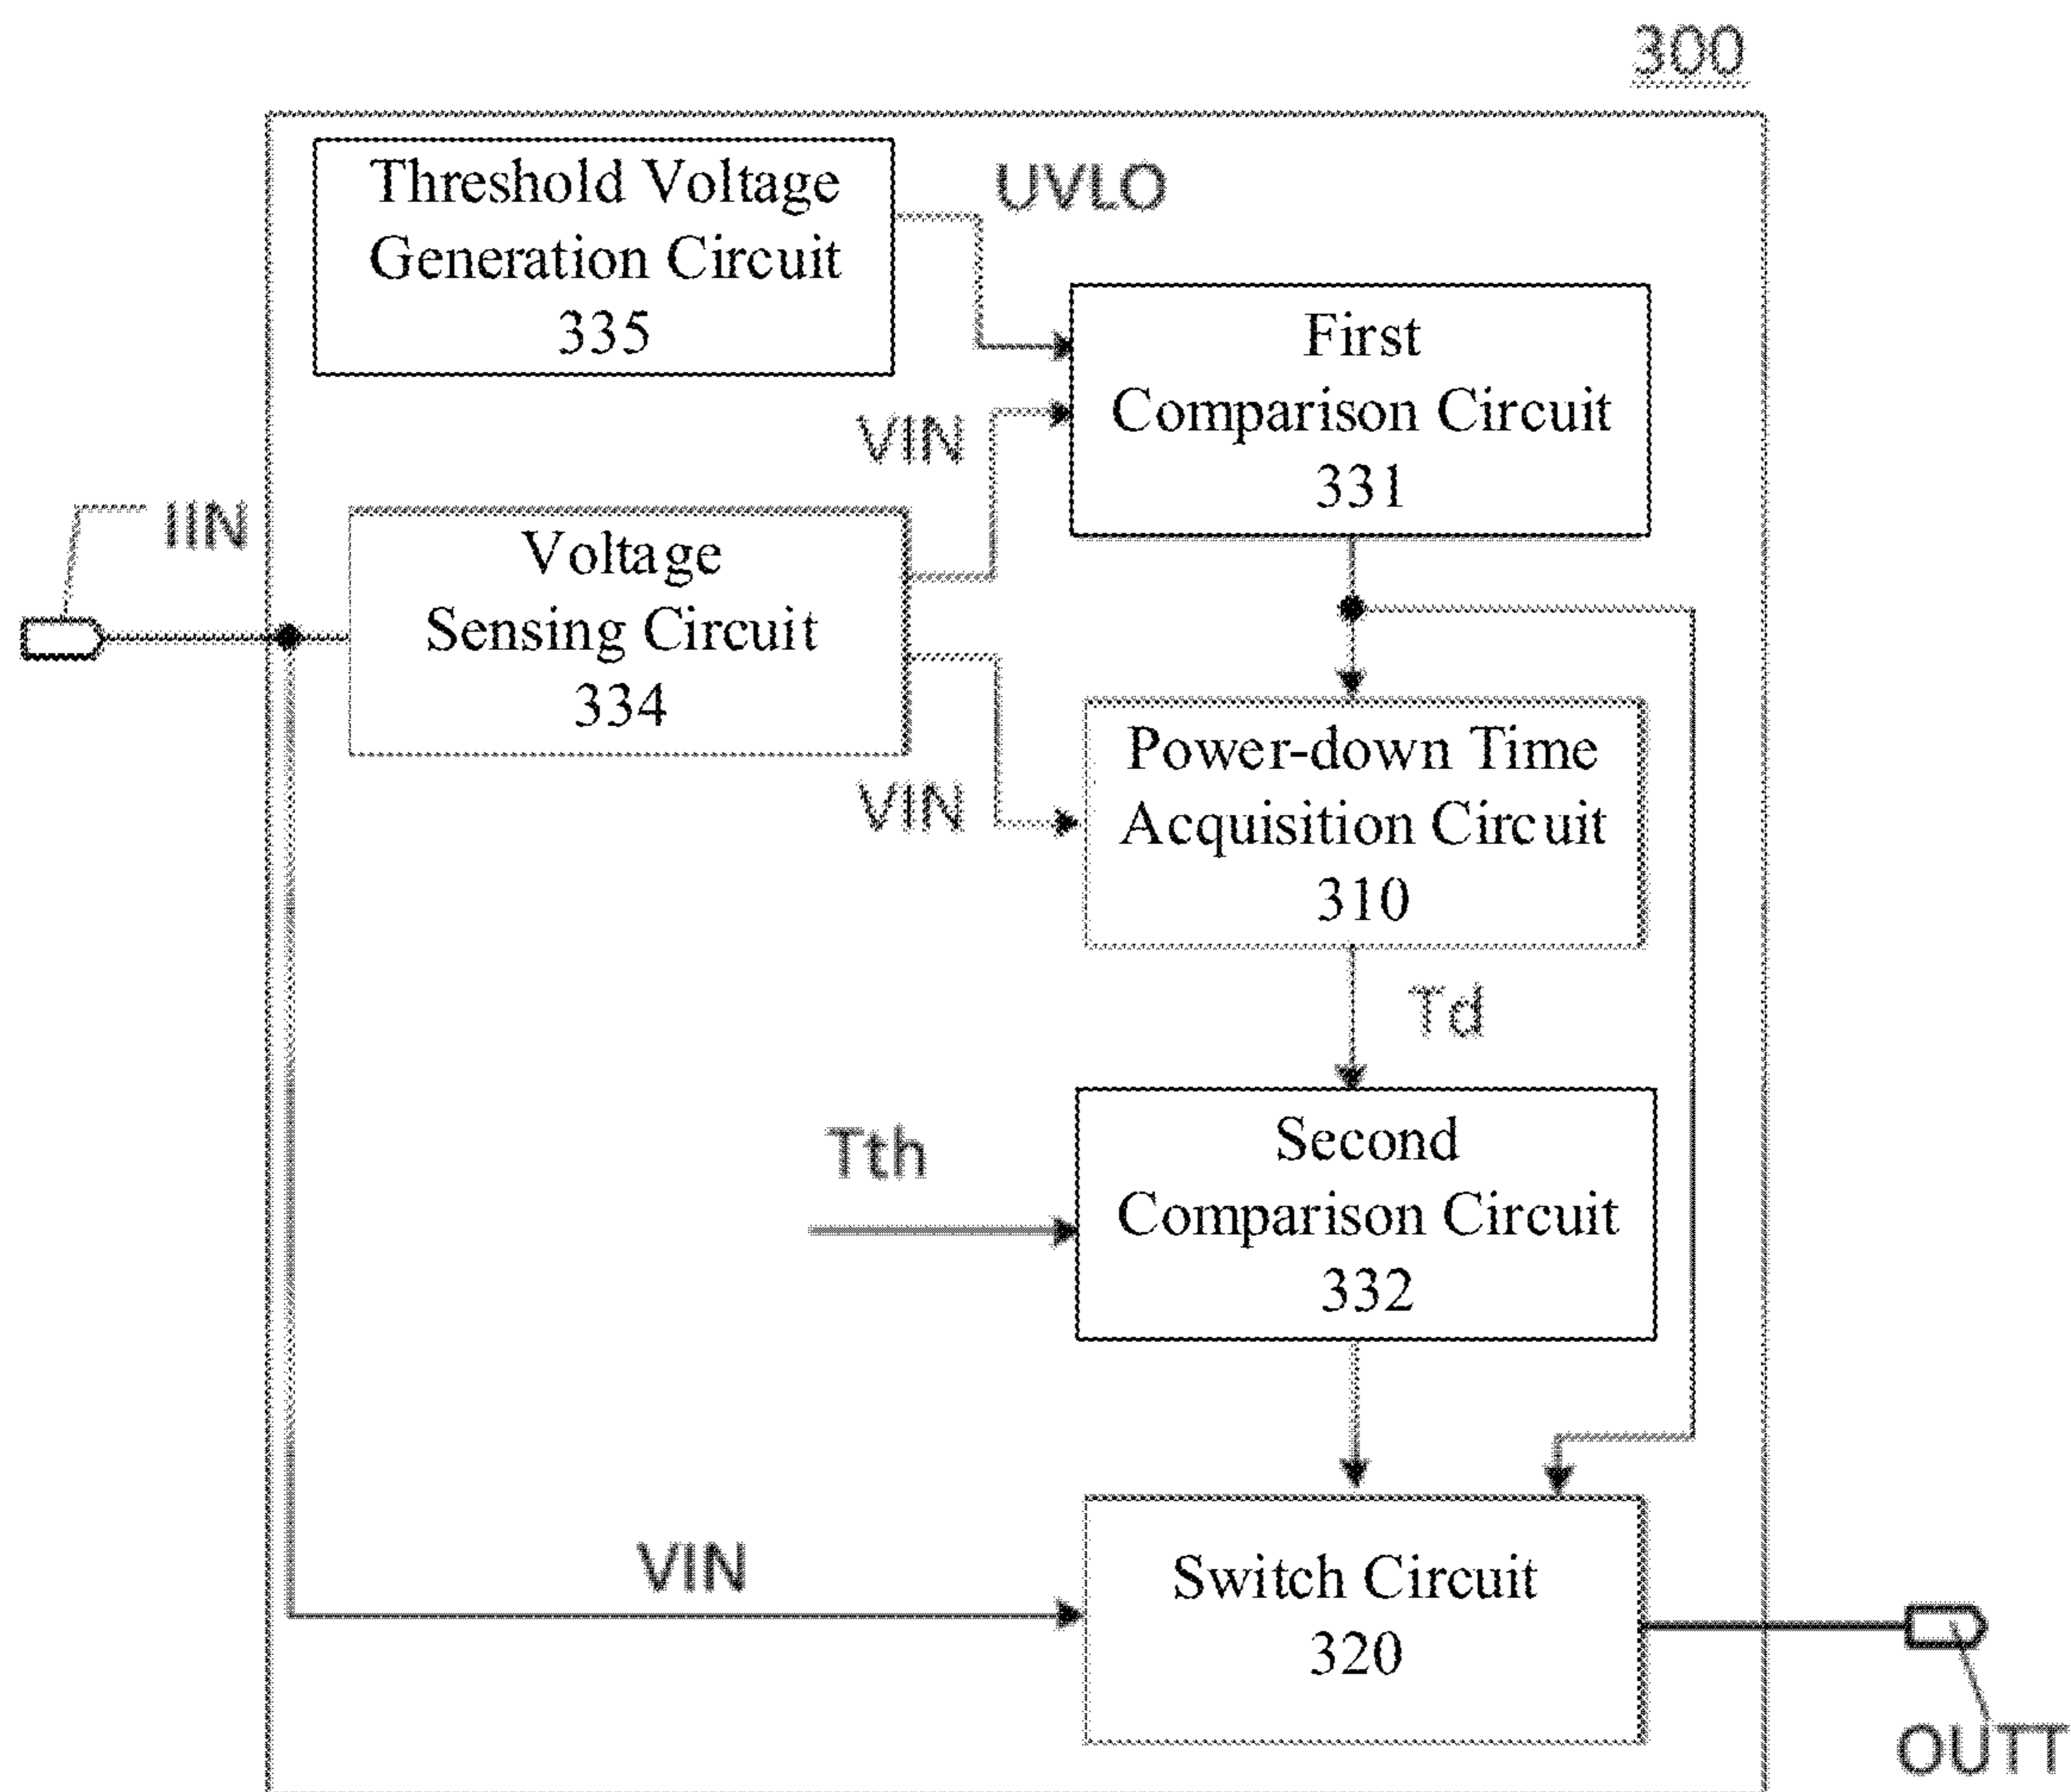 300
Threshold Voltage
Generation Circuit
335
UVLO
First
Comparison Circuit
331
VIN
IIN
Voltage
Sensing Circuit
334
VIN
Power-down Time
Acquisition Circuit
310
Td
Tth
Second
Comparison Circuit
332
VIN
Switch Circuit
320
OUTT